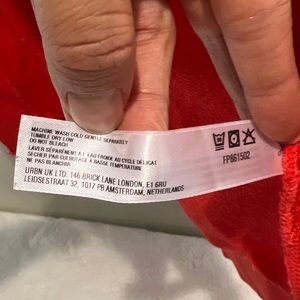 MACHINE WASH COLD GENTLE SEPARATELY
TUMBLE DRY LOW
DO NOT BLEACH
LAVER SÉPARÉMENT À L'EAU FROIDE AU CYCLE DÉLICAT
SECHER PAR CULBUTAGE A BASSE TEMPERATURE
NE PAS BLANCHIR
URBN UK LTD. 146 BRICK LANE LONDON, E1 6RU
LEIDSESTRAAT 32, 1017 PB AMSTERDAM, NETHERLANDS
FP861502